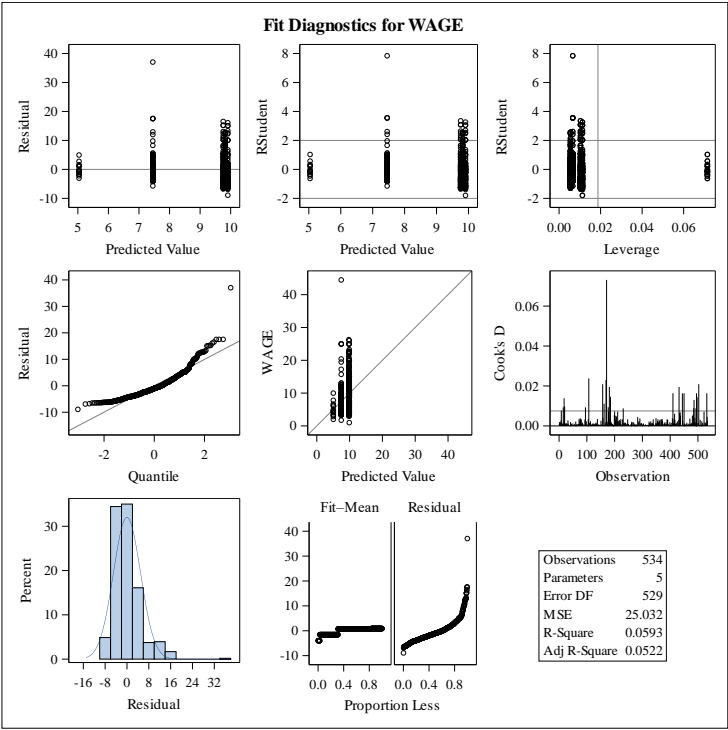 Fit Diagnostics for WAGE
Residual
40
30
20
10
0
-10
5 6 7 8 9 10
Predicted Value
RStudent
8
6
4
2
0
-2
5 6 7 8 9 10
Predicted Value
RStudent
8
6
4
2
0
-2
0.00 0.02 0.04 0.06
Leverage
Residual
40
30
20
10
0
-10
-2 0 2
Quantile
WAGE
40
30
20
10
0
0 10 20 30 40
Predicted Value
Cook's D
0.06
0.04
0.02
0.00
0 100 200 300 400 500
Observation
Percent
30
20
10
0
-16 -8 0 8 16 24 32
Residual
Fit–Mean Residual
40
30
20
10
0
-10
0.0 0.4 0.8 0.0 0.4 0.8
Proportion Less
Observations 534
Parameters 5
Error DF 529
MSE 25.032
R-Square 0.0593
Adj R-Square 0.0522